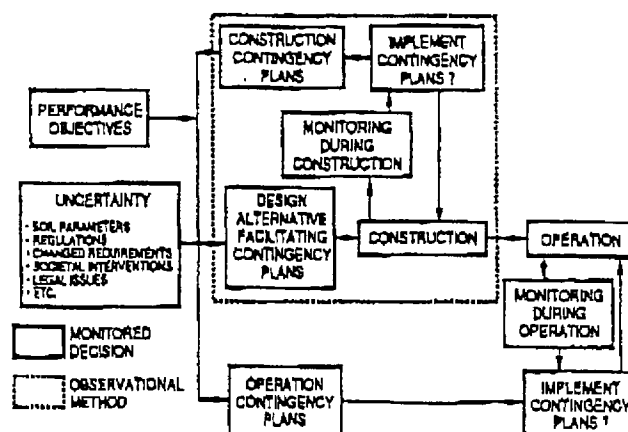 CONSTRUCTION
CONTINGENCY
PLANS
IMPLEMENT
CONTINGENCY
PLANS ?
PERFORMANCE
OBJECTIVES
MONITORING
DURING
CONSTRUCTION
UNCERTAINTY
- SOIL PARAMETERS
- REGULATIONS
- CHANGED REQUIREMENTS
- SOCIETAL INTERVENTIONS
- LEGAL ISSUES
- ETC.
DESIGN
ALTERNATIVE
FACILITATING
CONTINGENCY
PLANS
CONSTRUCTION
OPERATION
MONITORING
DURING
OPERATION
MONITORED
DECISION
OBSERVATIONAL
METHOD
OPERATION
CONTINGENCY
PLANS
IMPLEMENT
CONTINGENCY
PLANS ?